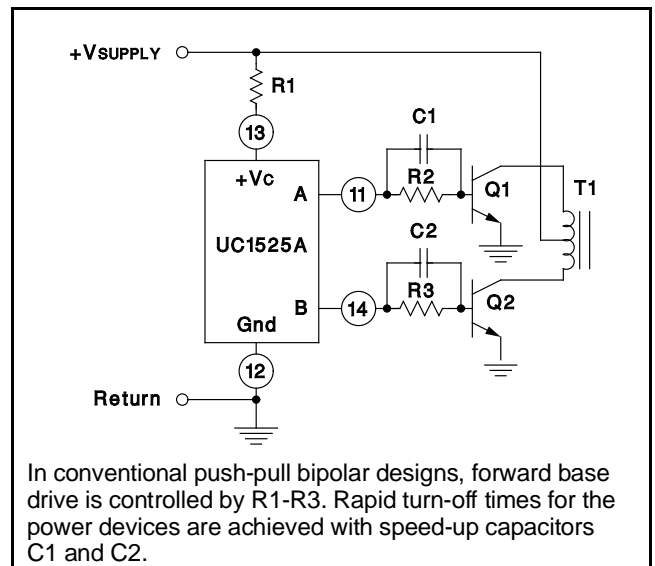 +VSUPPLY
R1
13
C1
+Vc
A
11
R2
Q1
T1
UC1525A
C2
B
14
R3
Q2
Gnd
12
Return
In conventional push-pull bipolar designs, forward base
drive is controlled by R1-R3. Rapid turn-off times for the
power devices are achieved with speed-up capacitors
C1 and C2.